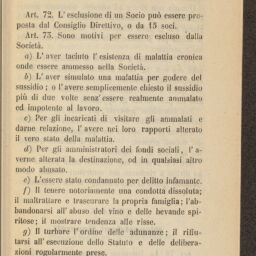 Art. 72. L'esclusione di un Socio può essere pro-
posta dal Consiglio Direttivo, o da 15 soci.
Art. 73. Sono motivi per essere escluso dalla
Società.
a) L'aver taciuto l'esistenza di malattia cronica
onde essere ammesso nella Società.
b) L'aver simulato una malattia per godere del
sussidio; o l'avere semplicemente chiesto il sussidio
più di due volte senz'essere realmente ammalato
ed impotente al lavoro.
c) Per gli incaricati di visitare gli ammalati e
darne relazione, l'avere nei loro rapporti alterato
il vero stato della malattia.
d) Per gli amministratori dei fondi sociali, l'a-
verne alterata la destinazione, od in qualsiasi altro
modo abusato.
e) L'essere stato condannato per delitto infamante.
f) Il tenere notoriamente una condotta dissoluta;
il maltrattare e trascurare la propria famiglia; l'ab-
bandonarsi all'abuso del vino e delle bevande spi-
ritose; il mostrare tendenza alle risse.
g) Il turbare l'ordine delle adunanze; il rifiu-
tarsi all'esecuzione dello Statuto e delle delibera-
zioni regolarmente prese.